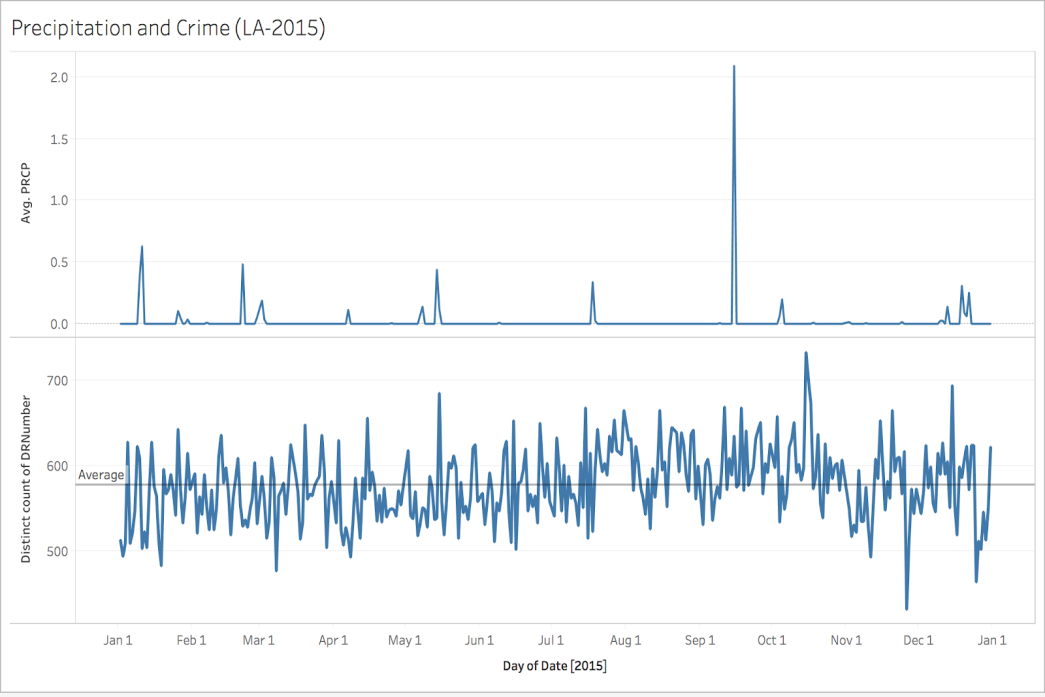 Precipitation and Crime (LA-2015)
Avg. PRCP
2.0
1.5
1.0
0.5
0.0
Distinct count of DRNumber
700
600
500
Average
Jan 1 Feb 1 Mar 1 Apr 1 May 1 Jun 1 Jul 1 Aug 1 Sep 1 Oct 1 Nov 1 Dec 1 Jan 1
Day of Date [2015]